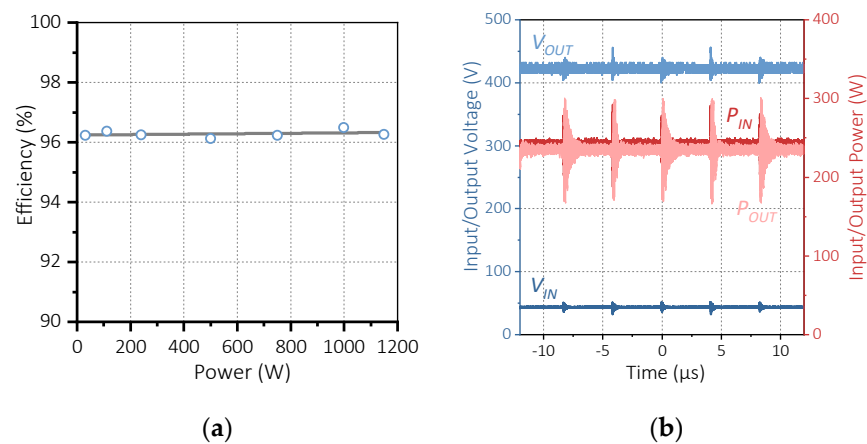 100
98
96
94
92
90
Efficiency (%)
0 200 400 600 800 1000 1200
Power (W)
(a)
500
400
300
200
100
0
Input/Output Voltage (V)
V_OUT
P_IN
P_OUT
V_IN
400
300
200
100
0
Input/Output Power (W)
-10 -5 0 5 10
Time (μs)
(b)